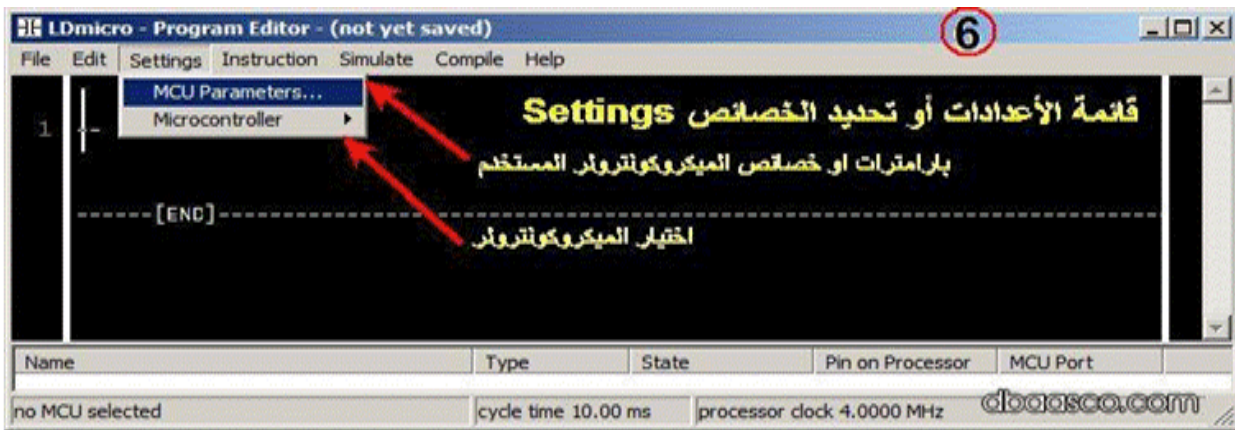 LDmicro - Program Editor - (not yet saved)
6
File Edit Settings Instruction Simulate Compile Help
MCU Parameters...
Microcontroller
قائمة الأعدادات أو تحديد الخصائص Settings
1
بارامترات او خصائص الميكروكونترولر المستخدم
------[END]------
اختيار الميكروكونترولر
Name Type State Pin on Processor MCU Port
no MCU selected cycle time 10.00 ms processor clock 4.0000 MHz
dbaasco.com